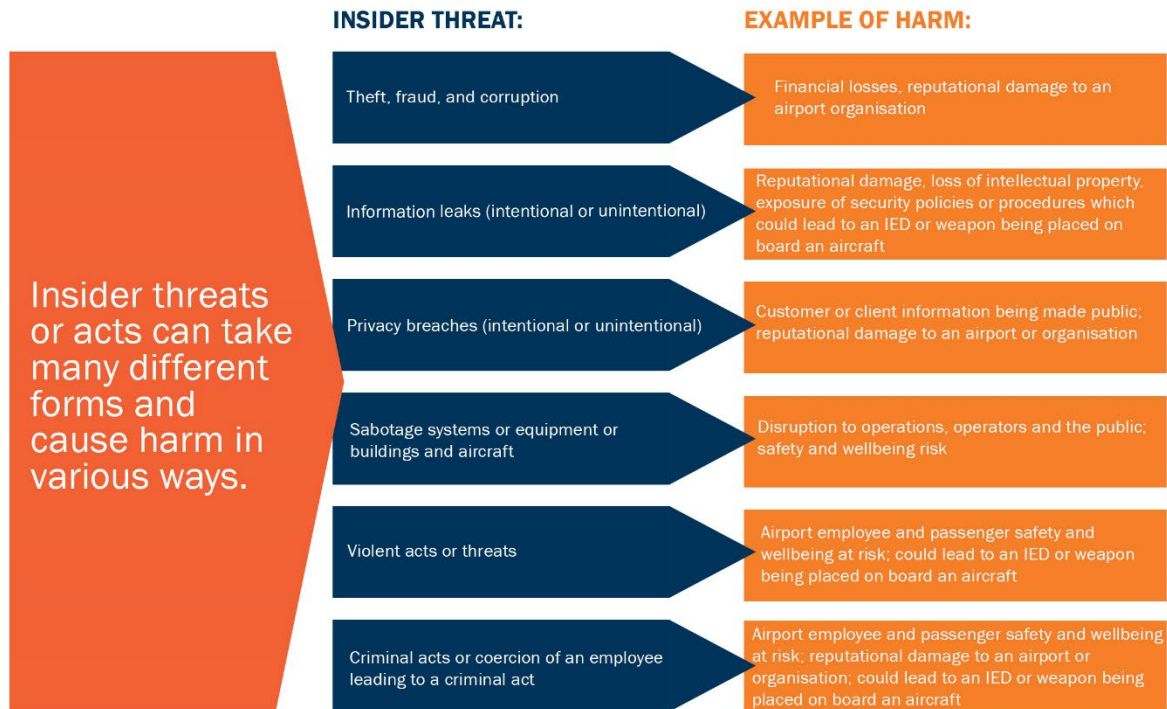 INSIDER THREAT:
EXAMPLE OF HARM:
Insider threats
or acts can take
many different
forms and
cause harm in
various ways.
Theft, fraud, and corruption
Financial losses, reputational damage to an
airport organisation
Information leaks (intentional or unintentional)
Reputational damage, loss of intellectual property,
exposure of security policies or procedures which
could lead to an IED or weapon being placed on
board an aircraft
Privacy breaches (intentional or unintentional)
Customer or client information being made public;
reputational damage to an airport or organisation
Sabotage systems or equipment or
buildings and aircraft
Disruption to operations, operators and the public;
safety and wellbeing risk
Violent acts or threats
Airport employee and passenger safety and
wellbeing at risk; could lead to an IED or weapon
being placed on board an aircraft
Criminal acts or coercion of an employee
leading to a criminal act
Airport employee and passenger safety and wellbeing
at risk; reputational damage to an airport or
organisation; could lead to an IED or weapon being
placed on board an aircraft